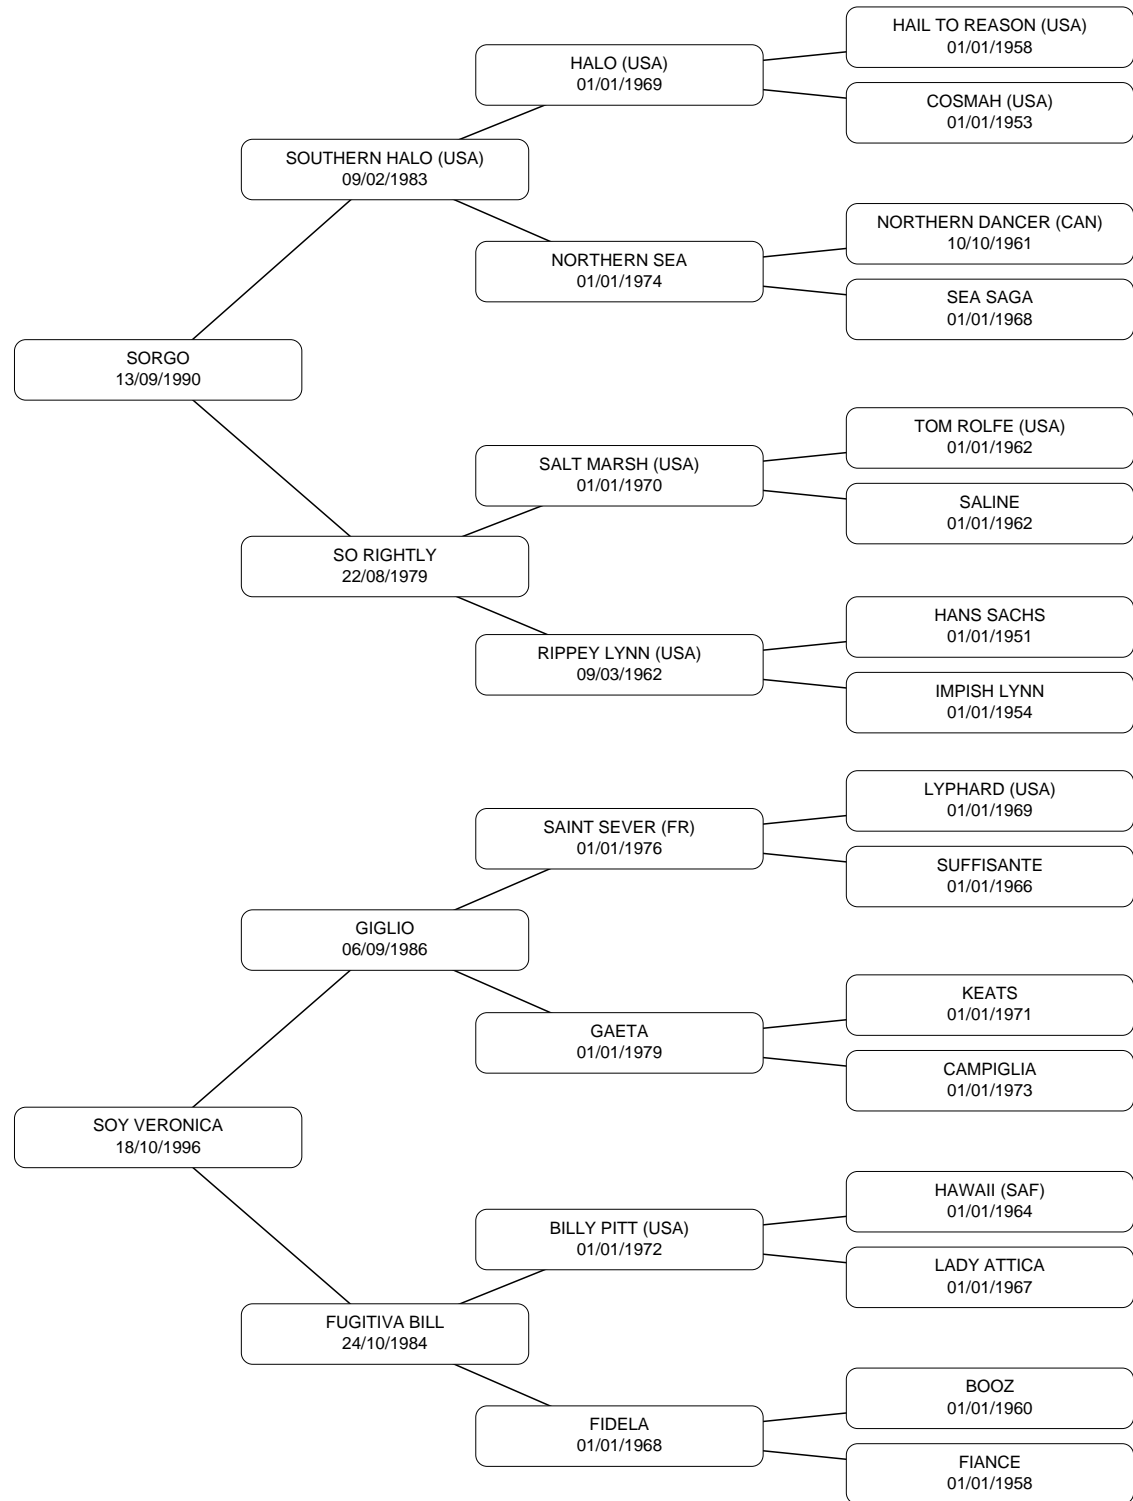 HAIL TO REASON (USA)
01/01/1958
HALO (USA)
01/01/1969
COSMAH (USA)
01/01/1953
SOUTHERN HALO (USA)
09/02/1983
NORTHERN DANCER (CAN)
10/10/1961
NORTHERN SEA
01/01/1974
SEA SAGA
01/01/1968
SORGO
13/09/1990
TOM ROLFE (USA)
01/01/1962
SALT MARSH (USA)
01/01/1970
SALINE
01/01/1962
SO RIGHTLY
22/08/1979
HANS SACHS
01/01/1951
RIPPEY LYNN (USA)
09/03/1962
IMPISH LYNN
01/01/1954
LYPHARD (USA)
01/01/1969
SAINT SEVER (FR)
01/01/1976
SUFFISANTE
01/01/1966
GIGLIO
06/09/1986
KEATS
01/01/1971
GAETA
01/01/1979
CAMPIGLIA
01/01/1973
SOY VERONICA
18/10/1996
HAWAII (SAF)
01/01/1964
BILLY PITT (USA)
01/01/1972
LADY ATTICA
01/01/1967
FUGITIVA BILL
24/10/1984
BOOZ
01/01/1960
FIDELA
01/01/1968
FIANCE
01/01/1958